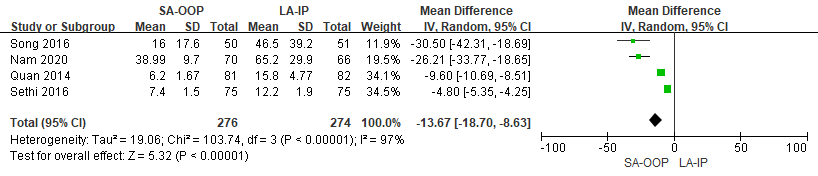 SA-OOP LA-IP Mean Difference Mean Difference
Study or Subgroup Mean SD Total Mean SD Total Weight IV, Random, 95% CI IV, Random, 95% CI
Song 2016 16 17.6 50 46.5 39.2 51 11.9% -30.50 [-42.31, -18.69]
Nam 2020 38.99 9.7 70 65.2 29.9 66 19.5% -26.21 [-33.77, -18.65]
Quan 2014 6.2 1.67 81 15.8 4.77 82 34.1% -9.60 [-10.69, -8.51]
Sethi 2016 7.4 1.5 75 12.2 1.9 75 34.5% -4.80 [-5.35, -4.25]
Total (95% CI) 276 274 100.0% -13.67 [-18.70, -8.63]
Heterogeneity: Tau² = 19.06; Chi² = 103.74, df = 3 (P < 0.00001); I² = 97%
Test for overall effect: Z = 5.32 (P < 0.00001)
-100 -50 0 50 100
SA-OOP LA-IP